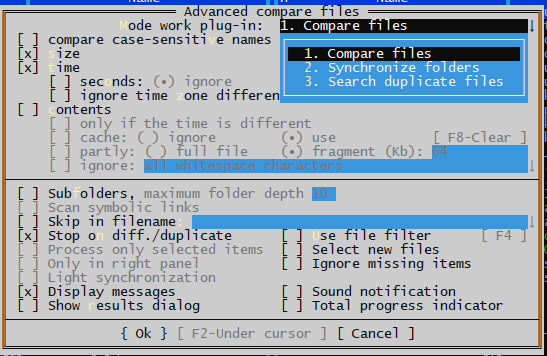 Name
Name
Advanced compare files
Mode work plug-in: 1. Compare files ↓
[ ] compare case-sensitive names
1. Compare files
[x] size
2. Synchronize folders
[x] time
3. Search duplicate files
[ ] seconds: (•) ignore
[ ] ignore time zone differen
[ ] contents
[ ] only if the time is different
[ ] cache: ( ) ignore (•) use [ F8-Clear ]
[ ] partly: ( ) full file (•) fragment (Kb): 64
[ ] ignore: all whitespace characters ↓
[ ] Subfolders, maximum folder depth 10
[ ] Scan symbolic links
[ ] Skip in filename ↓
[x] Stop on diff./duplicate [ ] Use file filter [ F4 ]
[ ] Process only selected items [ ] Select new files
[ ] Only in right panel [ ] Ignore missing items
[ ] Light synchronization
[x] Display messages [ ] Sound notification
[ ] Show results dialog [ ] Total progress indicator
{ Ok } [ F2-Under cursor ] [ Cancel ]